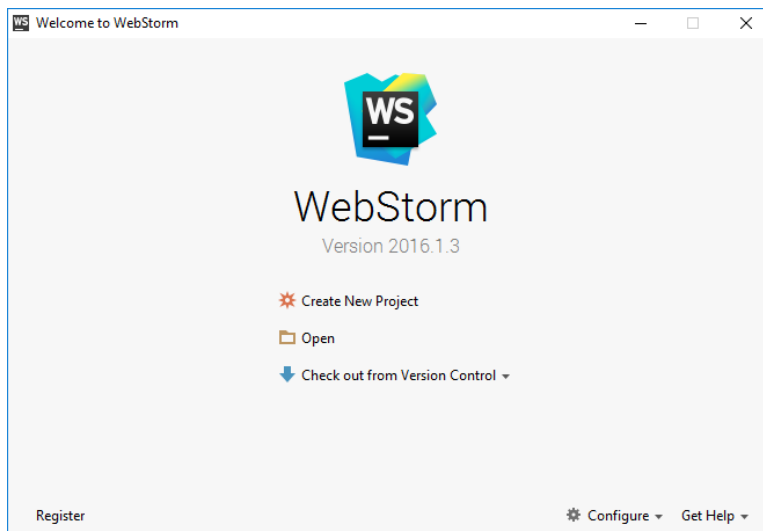 WS Welcome to WebStorm
WS
WebStorm
Version 2016.1.3
Create New Project
Open
Check out from Version Control
Register
Configure
Get Help